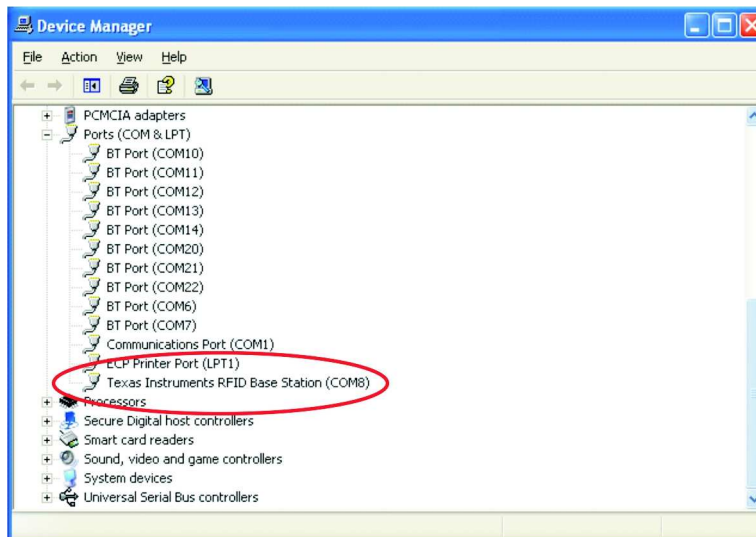 Device Manager
File Action View Help
PCMCIA adapters
Ports (COM & LPT)
BT Port (COM10)
BT Port (COM11)
BT Port (COM12)
BT Port (COM13)
BT Port (COM14)
BT Port (COM20)
BT Port (COM21)
BT Port (COM22)
BT Port (COM6)
BT Port (COM7)
Communications Port (COM1)
ECP Printer Port (LPT1)
Texas Instruments RFID Base Station (COM8)
Processors
Secure Digital host controllers
Smart card readers
Sound, video and game controllers
System devices
Universal Serial Bus controllers